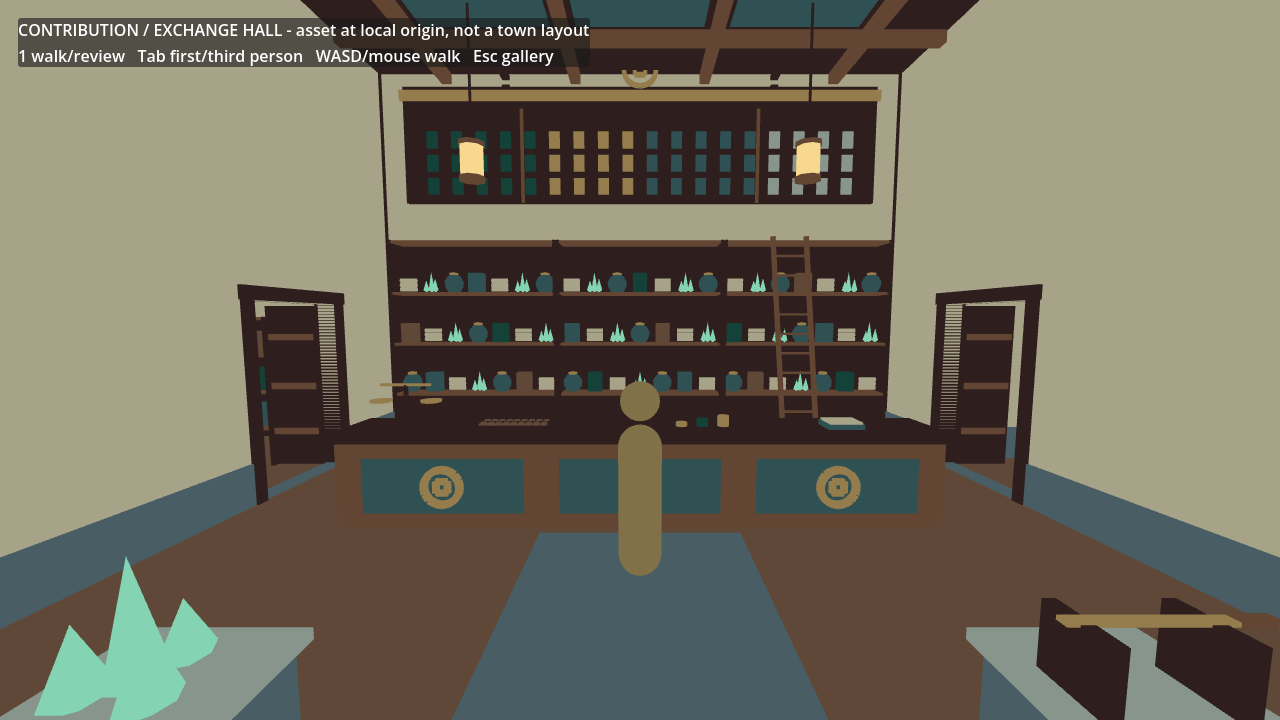 CONTRIBUTION / EXCHANGE HALL - asset at local origin, not a town layout
1 walk/review   Tab first/third person   WASD/mouse walk   Esc gallery